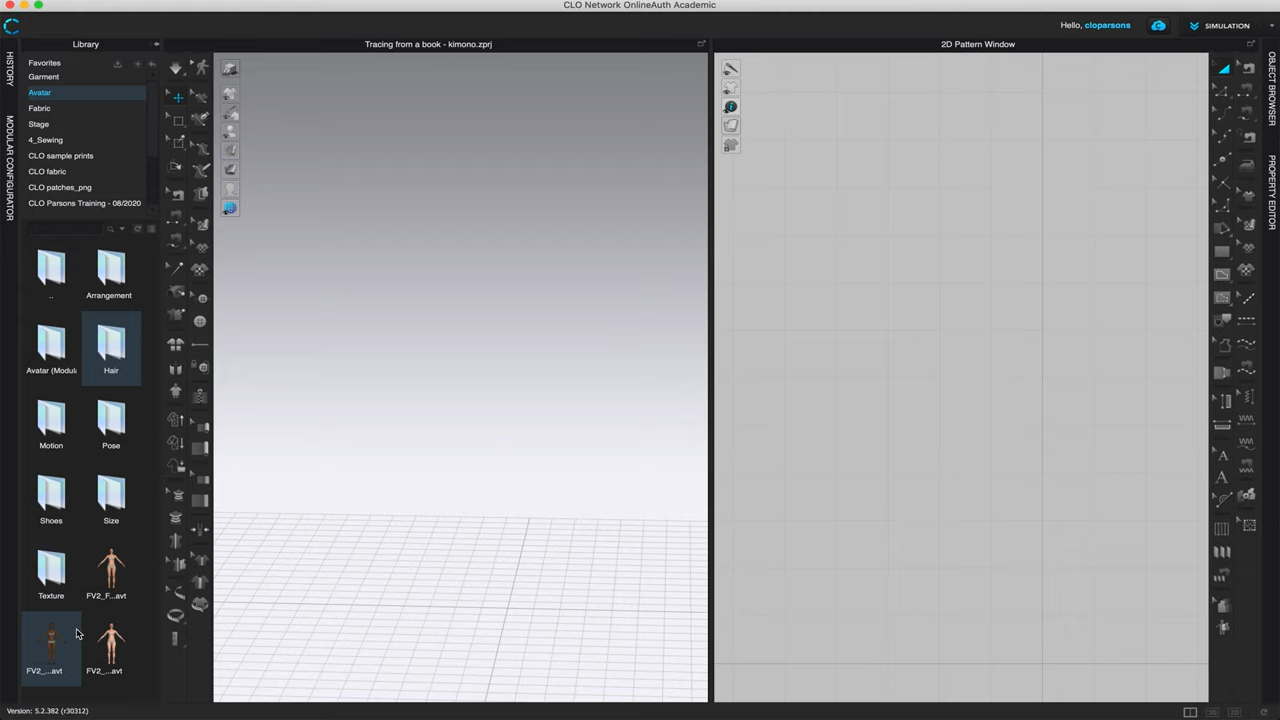 CLO Network OnlineAuth Academic
Hello, cloparsons
SIMULATION
HISTORY
MODULAR CONFIGURATOR
Library
Favorites
Garment
Avatar
Fabric
Stage
4_Sewing
CLO sample prints
CLO fabric
CLO patches_png
CLO Parsons Training - 08/2020
..
Arrangement
Avatar (Modul
Hair
Motion
Pose
Shoes
Size
Texture
FV2_F...avt
FV2_...avt
FV2_...avt
Version: 5.2.382 (r30312)
Tracing from a book - kimono.zprj
2D Pattern Window
A
A
OBJECT BROWSER
PROPERTY EDITOR
3D
2D